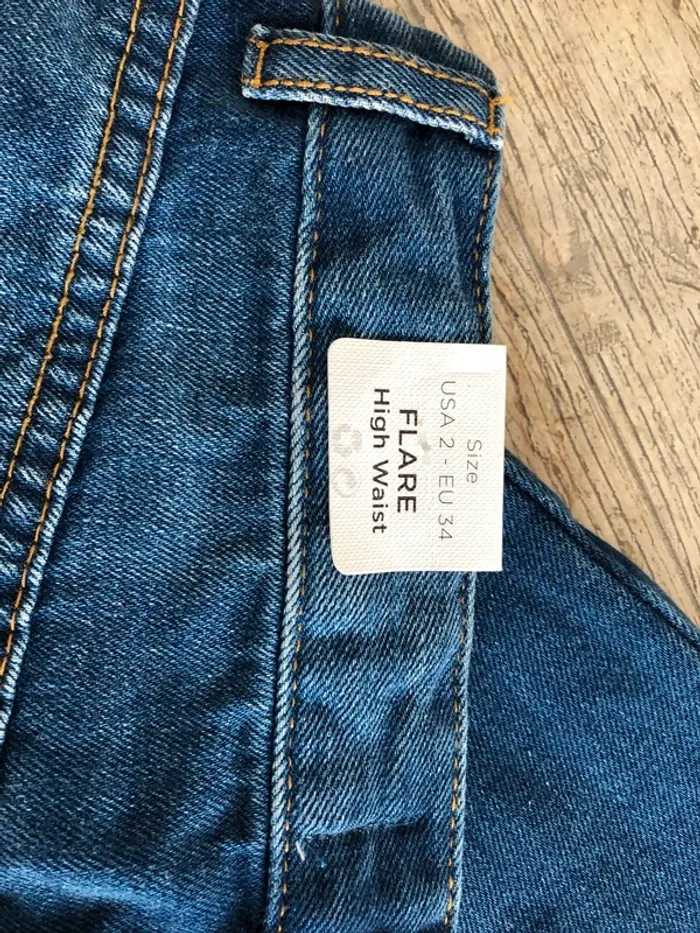 Size
USA 2 - EU 34
FLARE
High Waist